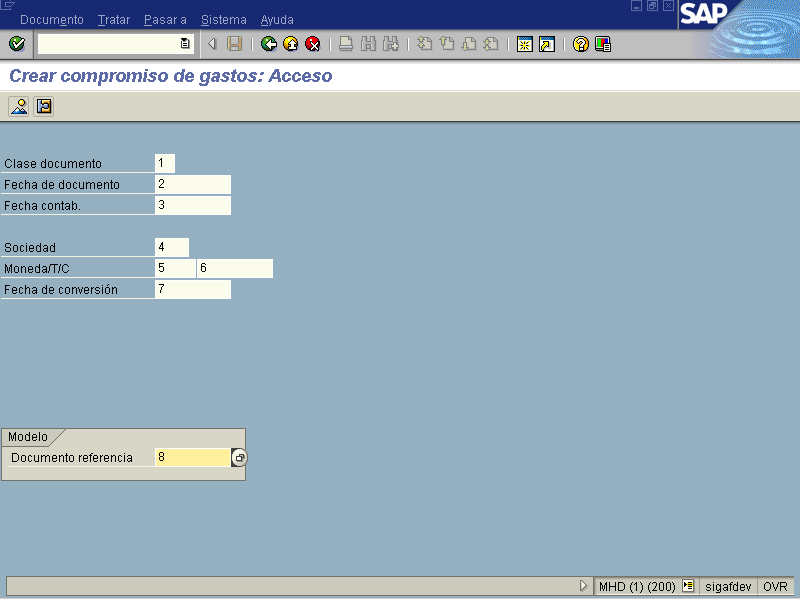 Documento Tratar Pasar a Sistema Ayuda
SAP
Crear compromiso de gastos: Acceso
Clase documento 1
Fecha de documento 2
Fecha contab. 3
Sociedad 4
Moneda/T/C 5 6
Fecha de conversión 7
Modelo
Documento referencia 8
MHD (1) (200) sigafdev OVR